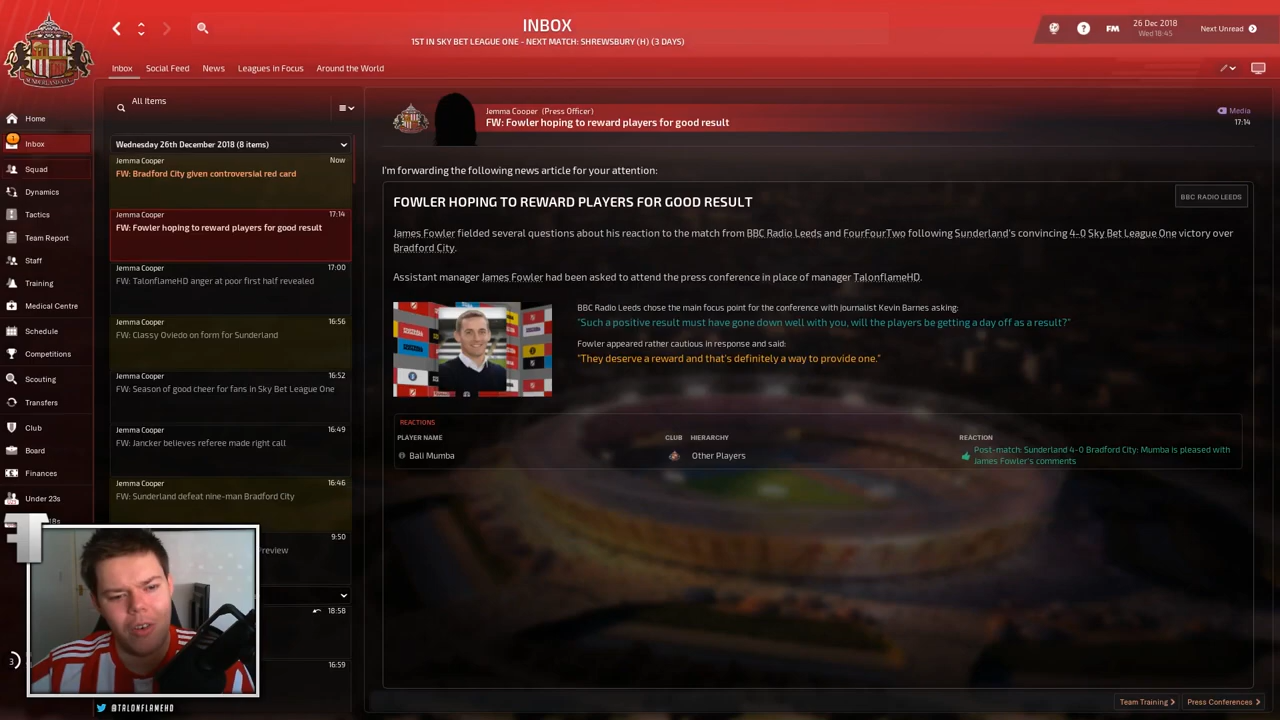 INBOX
1ST IN SKY BET LEAGUE ONE - NEXT MATCH: SHREWSBURY (H) (3 DAYS)
FM
26 Dec 2018
Wed 18:45
Next Unread
Inbox
Social Feed
News
Leagues in Focus
Around the World
Home
1
Inbox
Squad
Dynamics
Tactics
Team Report
Staff
Training
Medical Centre
Schedule
Competitions
Scouting
Transfers
Club
Board
Finances
Under 23s
18s
All Items
Wednesday 26th December 2018 (8 items)
Jemma Cooper
Now
FW: Bradford City given controversial red card
Jemma Cooper
17:14
FW: Fowler hoping to reward players for good result
Jemma Cooper
17:00
FW: TalonflameHD anger at poor first half revealed
Jemma Cooper
16:56
FW: Classy Oviedo on form for Sunderland
Jemma Cooper
16:52
FW: Season of good cheer for fans in Sky Bet League One
Jemma Cooper
16:49
FW: Jancker believes referee made right call
Jemma Cooper
16:46
FW: Sunderland defeat nine-man Bradford City
9:50
Preview
18:58
16:59
Jemma Cooper (Press Officer)
FW: Fowler hoping to reward players for good result
Media
17:14
I'm forwarding the following news article for your attention:
FOWLER HOPING TO REWARD PLAYERS FOR GOOD RESULT
BBC RADIO LEEDS
James Fowler fielded several questions about his reaction to the match from BBC Radio Leeds and FourFourTwo following Sunderland's convincing 4-0 Sky Bet League One victory over
Bradford City.
Assistant manager James Fowler had been asked to attend the press conference in place of manager TalonflameHD.
BBC Radio Leeds chose the main focus point for the conference with journalist Kevin Barnes asking:
"Such a positive result must have gone down well with you, will the players be getting a day off as a result?"
Fowler appeared rather cautious in response and said:
"They deserve a reward and that's definitely a way to provide one."
REACTIONS
PLAYER NAME
CLUB
HIERARCHY
REACTION
Bali Mumba
Other Players
Post-match: Sunderland 4-0 Bradford City: Mumba is pleased with
James Fowler's comments
Team Training
Press Conferences
3
@TALONFLAMEHD